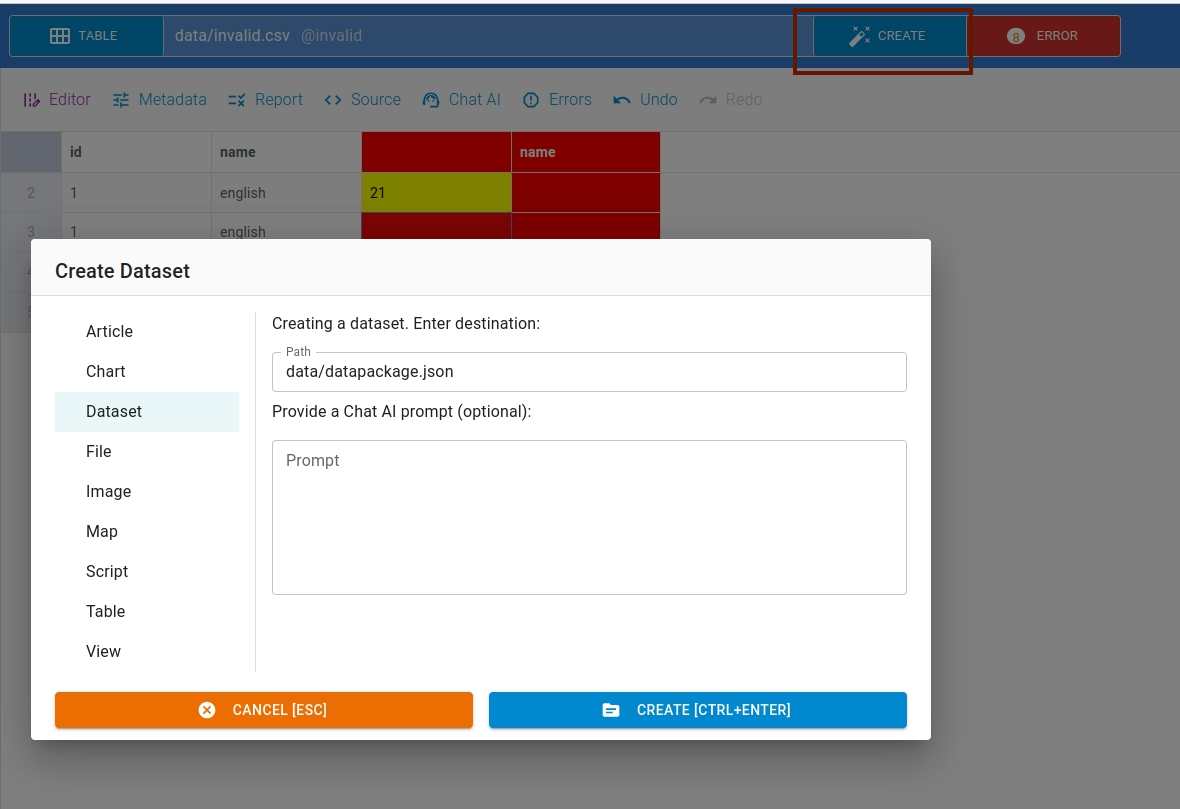 TABLE data/invalid.csv @invalid CREATE 8 ERROR
Editor Metadata Report Source Chat AI Errors Undo Redo
id name name
2 1 english 21
3 1 english
Create Dataset
Article
Chart
Dataset
File
Image
Map
Script
Table
View
Creating a dataset. Enter destination:
Path
data/datapackage.json
Provide a Chat AI prompt (optional):
Prompt
CANCEL [ESC] CREATE [CTRL+ENTER]